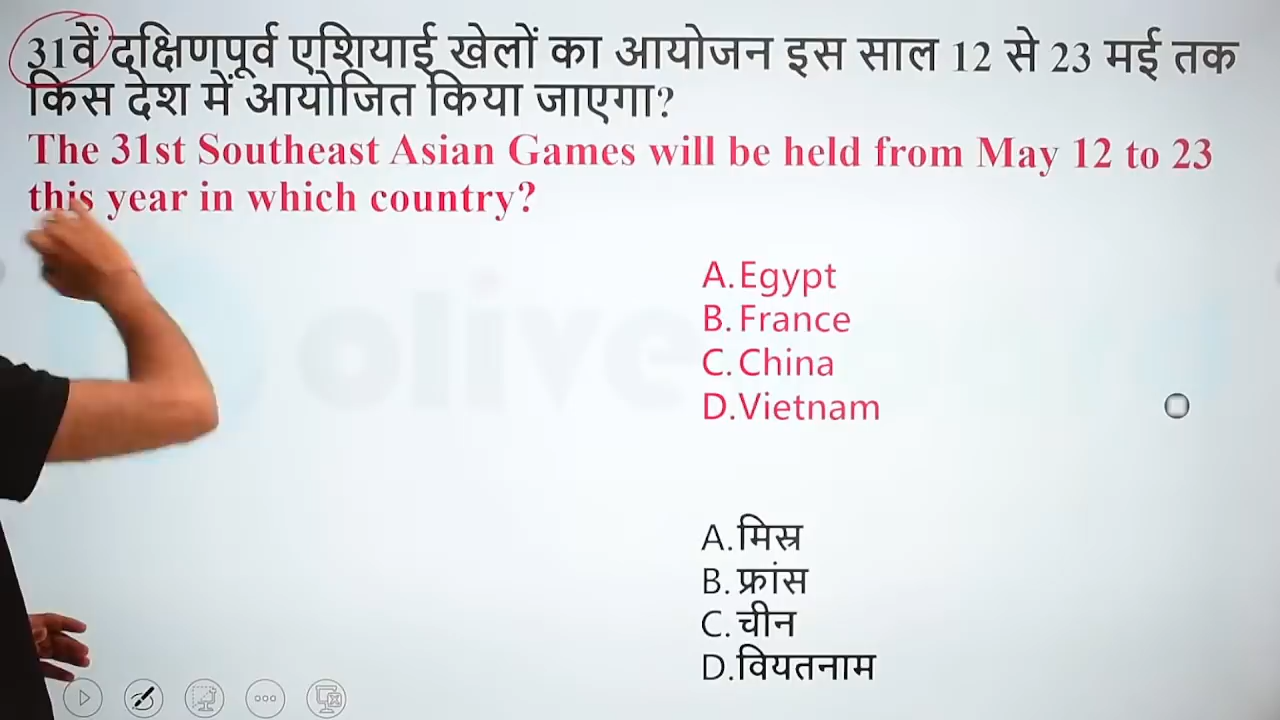 31वें दक्षिणपूर्व एशियाई खेलों का आयोजन इस साल 12 से 23 मई तक
किस देश में आयोजित किया जाएगा?
The 31st Southeast Asian Games will be held from May 12 to 23
this year in which country?
A. Egypt
B. France
C. China
D. Vietnam
olive
A. मिस्र
B. फ्रांस
C. चीन
D. वियतनाम